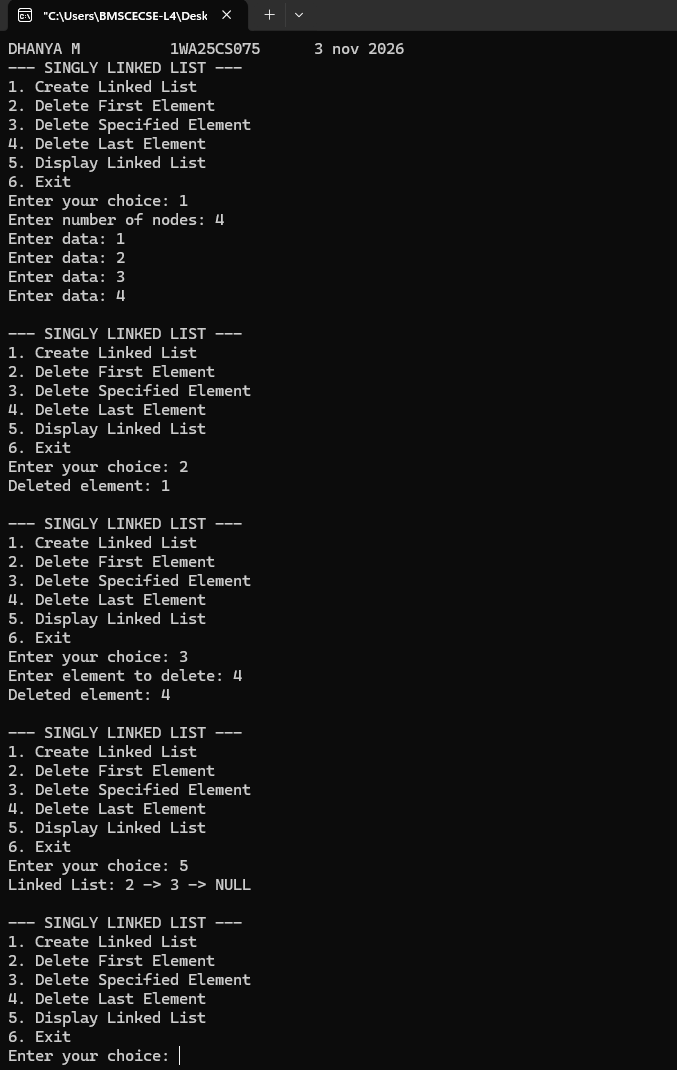 "C:\Users\BMSCECSE-L4\Desk
DHANYA M 1WA25CS075 3 nov 2026
--- SINGLY LINKED LIST ---
1. Create Linked List
2. Delete First Element
3. Delete Specified Element
4. Delete Last Element
5. Display Linked List
6. Exit
Enter your choice: 1
Enter number of nodes: 4
Enter data: 1
Enter data: 2
Enter data: 3
Enter data: 4

--- SINGLY LINKED LIST ---
1. Create Linked List
2. Delete First Element
3. Delete Specified Element
4. Delete Last Element
5. Display Linked List
6. Exit
Enter your choice: 2
Deleted element: 1

--- SINGLY LINKED LIST ---
1. Create Linked List
2. Delete First Element
3. Delete Specified Element
4. Delete Last Element
5. Display Linked List
6. Exit
Enter your choice: 3
Enter element to delete: 4
Deleted element: 4

--- SINGLY LINKED LIST ---
1. Create Linked List
2. Delete First Element
3. Delete Specified Element
4. Delete Last Element
5. Display Linked List
6. Exit
Enter your choice: 5
Linked List: 2 -> 3 -> NULL

--- SINGLY LINKED LIST ---
1. Create Linked List
2. Delete First Element
3. Delete Specified Element
4. Delete Last Element
5. Display Linked List
6. Exit
Enter your choice: